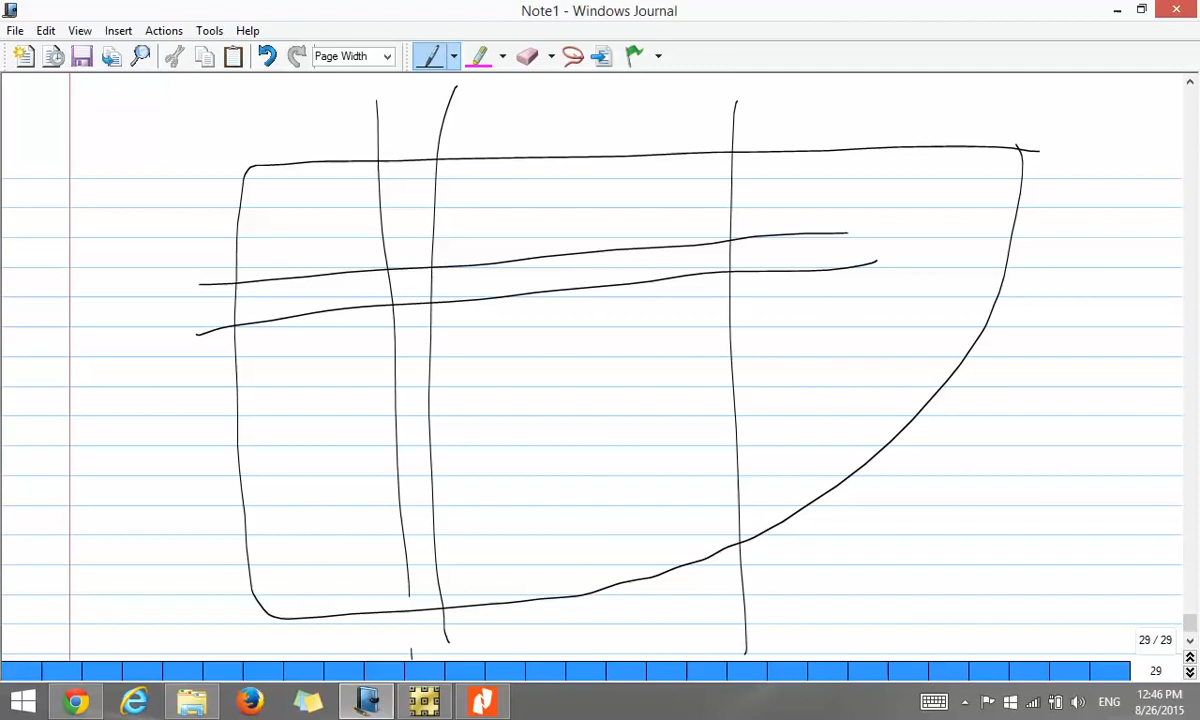 Note1 - Windows Journal
File Edit View Insert Actions Tools Help
Page Width
29 / 29
29
ENG
12:46 PM
8/26/2015